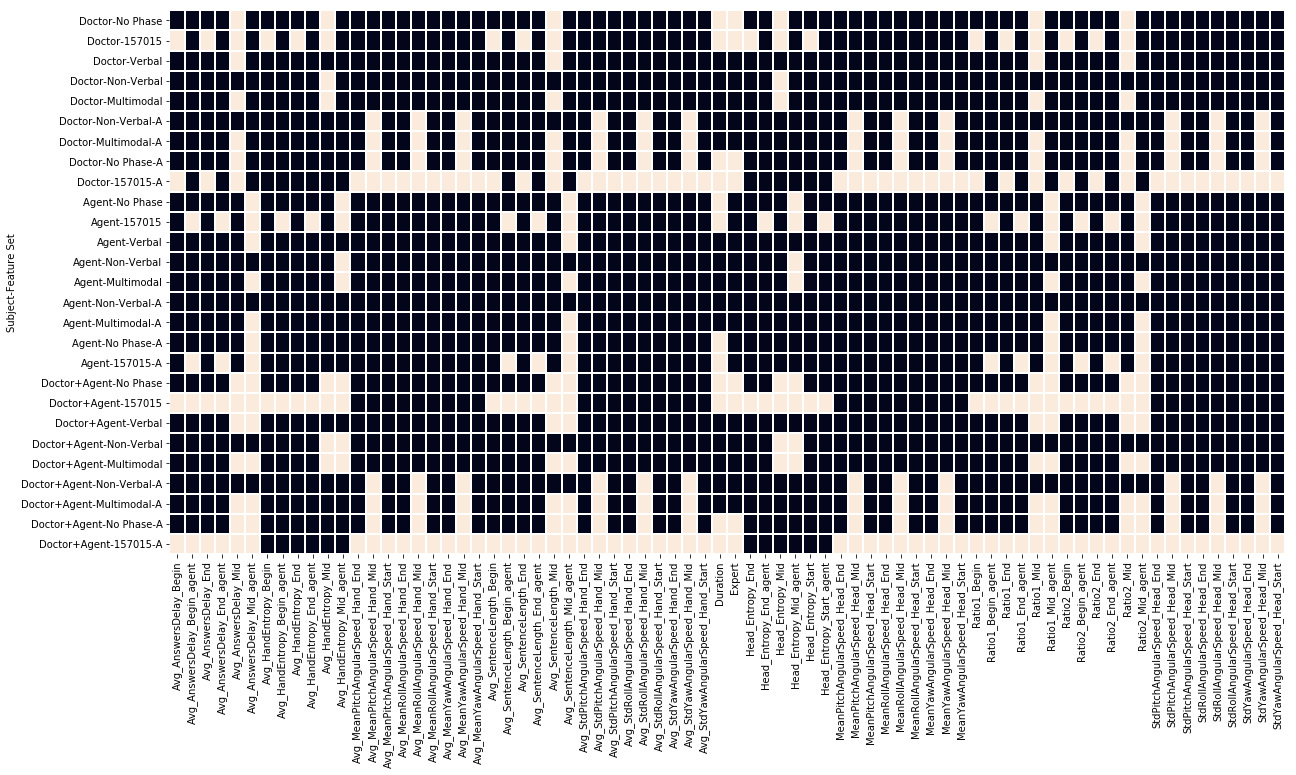 Subject-Feature Set
Doctor-No Phase
Doctor-157015
Doctor-Verbal
Doctor-Non-Verbal
Doctor-Multimodal
Doctor-Non-Verbal-A
Doctor-Multimodal-A
Doctor-No Phase-A
Doctor-157015-A
Agent-No Phase
Agent-157015
Agent-Verbal
Agent-Non-Verbal
Agent-Multimodal
Agent-Non-Verbal-A
Agent-Multimodal-A
Agent-No Phase-A
Agent-157015-A
Doctor+Agent-No Phase
Doctor+Agent-157015
Doctor+Agent-Verbal
Doctor+Agent-Non-Verbal
Doctor+Agent-Multimodal
Doctor+Agent-Non-Verbal-A
Doctor+Agent-Multimodal-A
Doctor+Agent-No Phase-A
Doctor+Agent-157015-A
Avg_AnswersDelay_Begin
Avg_AnswersDelay_Begin_agent
Avg_AnswersDelay_End
Avg_AnswersDelay_End_agent
Avg_AnswersDelay_Mid
Avg_AnswersDelay_Mid_agent
Avg_HandEntropy_Begin
Avg_HandEntropy_Begin_agent
Avg_HandEntropy_End
Avg_HandEntropy_End_agent
Avg_HandEntropy_Mid
Avg_HandEntropy_Mid_agent
Avg_MeanPitchAngularSpeed_Hand_End
Avg_MeanPitchAngularSpeed_Hand_Mid
Avg_MeanPitchAngularSpeed_Hand_Start
Avg_MeanRollAngularSpeed_Hand_End
Avg_MeanRollAngularSpeed_Hand_Mid
Avg_MeanRollAngularSpeed_Hand_Start
Avg_MeanYawAngularSpeed_Hand_End
Avg_MeanYawAngularSpeed_Hand_Mid
Avg_MeanYawAngularSpeed_Hand_Start
Avg_SentenceLength_Begin
Avg_SentenceLength_Begin_agent
Avg_SentenceLength_End
Avg_SentenceLength_End_agent
Avg_SentenceLength_Mid
Avg_SentenceLength_Mid_agent
Avg_StdPitchAngularSpeed_Hand_End
Avg_StdPitchAngularSpeed_Hand_Mid
Avg_StdPitchAngularSpeed_Hand_Start
Avg_StdRollAngularSpeed_Hand_End
Avg_StdRollAngularSpeed_Hand_Mid
Avg_StdRollAngularSpeed_Hand_Start
Avg_StdYawAngularSpeed_Hand_End
Avg_StdYawAngularSpeed_Hand_Mid
Avg_StdYawAngularSpeed_Hand_Start
Duration
Expert
Head_Entropy_End
Head_Entropy_End_agent
Head_Entropy_Mid
Head_Entropy_Mid_agent
Head_Entropy_Start
Head_Entropy_Start_agent
MeanPitchAngularSpeed_Head_End
MeanPitchAngularSpeed_Head_Mid
MeanPitchAngularSpeed_Head_Start
MeanRollAngularSpeed_Head_End
MeanRollAngularSpeed_Head_Mid
MeanRollAngularSpeed_Head_Start
MeanYawAngularSpeed_Head_End
MeanYawAngularSpeed_Head_Mid
MeanYawAngularSpeed_Head_Start
Ratio1_Begin
Ratio1_Begin_agent
Ratio1_End
Ratio1_End_agent
Ratio1_Mid
Ratio1_Mid_agent
Ratio2_Begin
Ratio2_Begin_agent
Ratio2_End
Ratio2_End_agent
Ratio2_Mid
Ratio2_Mid_agent
StdPitchAngularSpeed_Head_End
StdPitchAngularSpeed_Head_Mid
StdPitchAngularSpeed_Head_Start
StdRollAngularSpeed_Head_End
StdRollAngularSpeed_Head_Mid
StdRollAngularSpeed_Head_Start
StdYawAngularSpeed_Head_End
StdYawAngularSpeed_Head_Mid
StdYawAngularSpeed_Head_Start